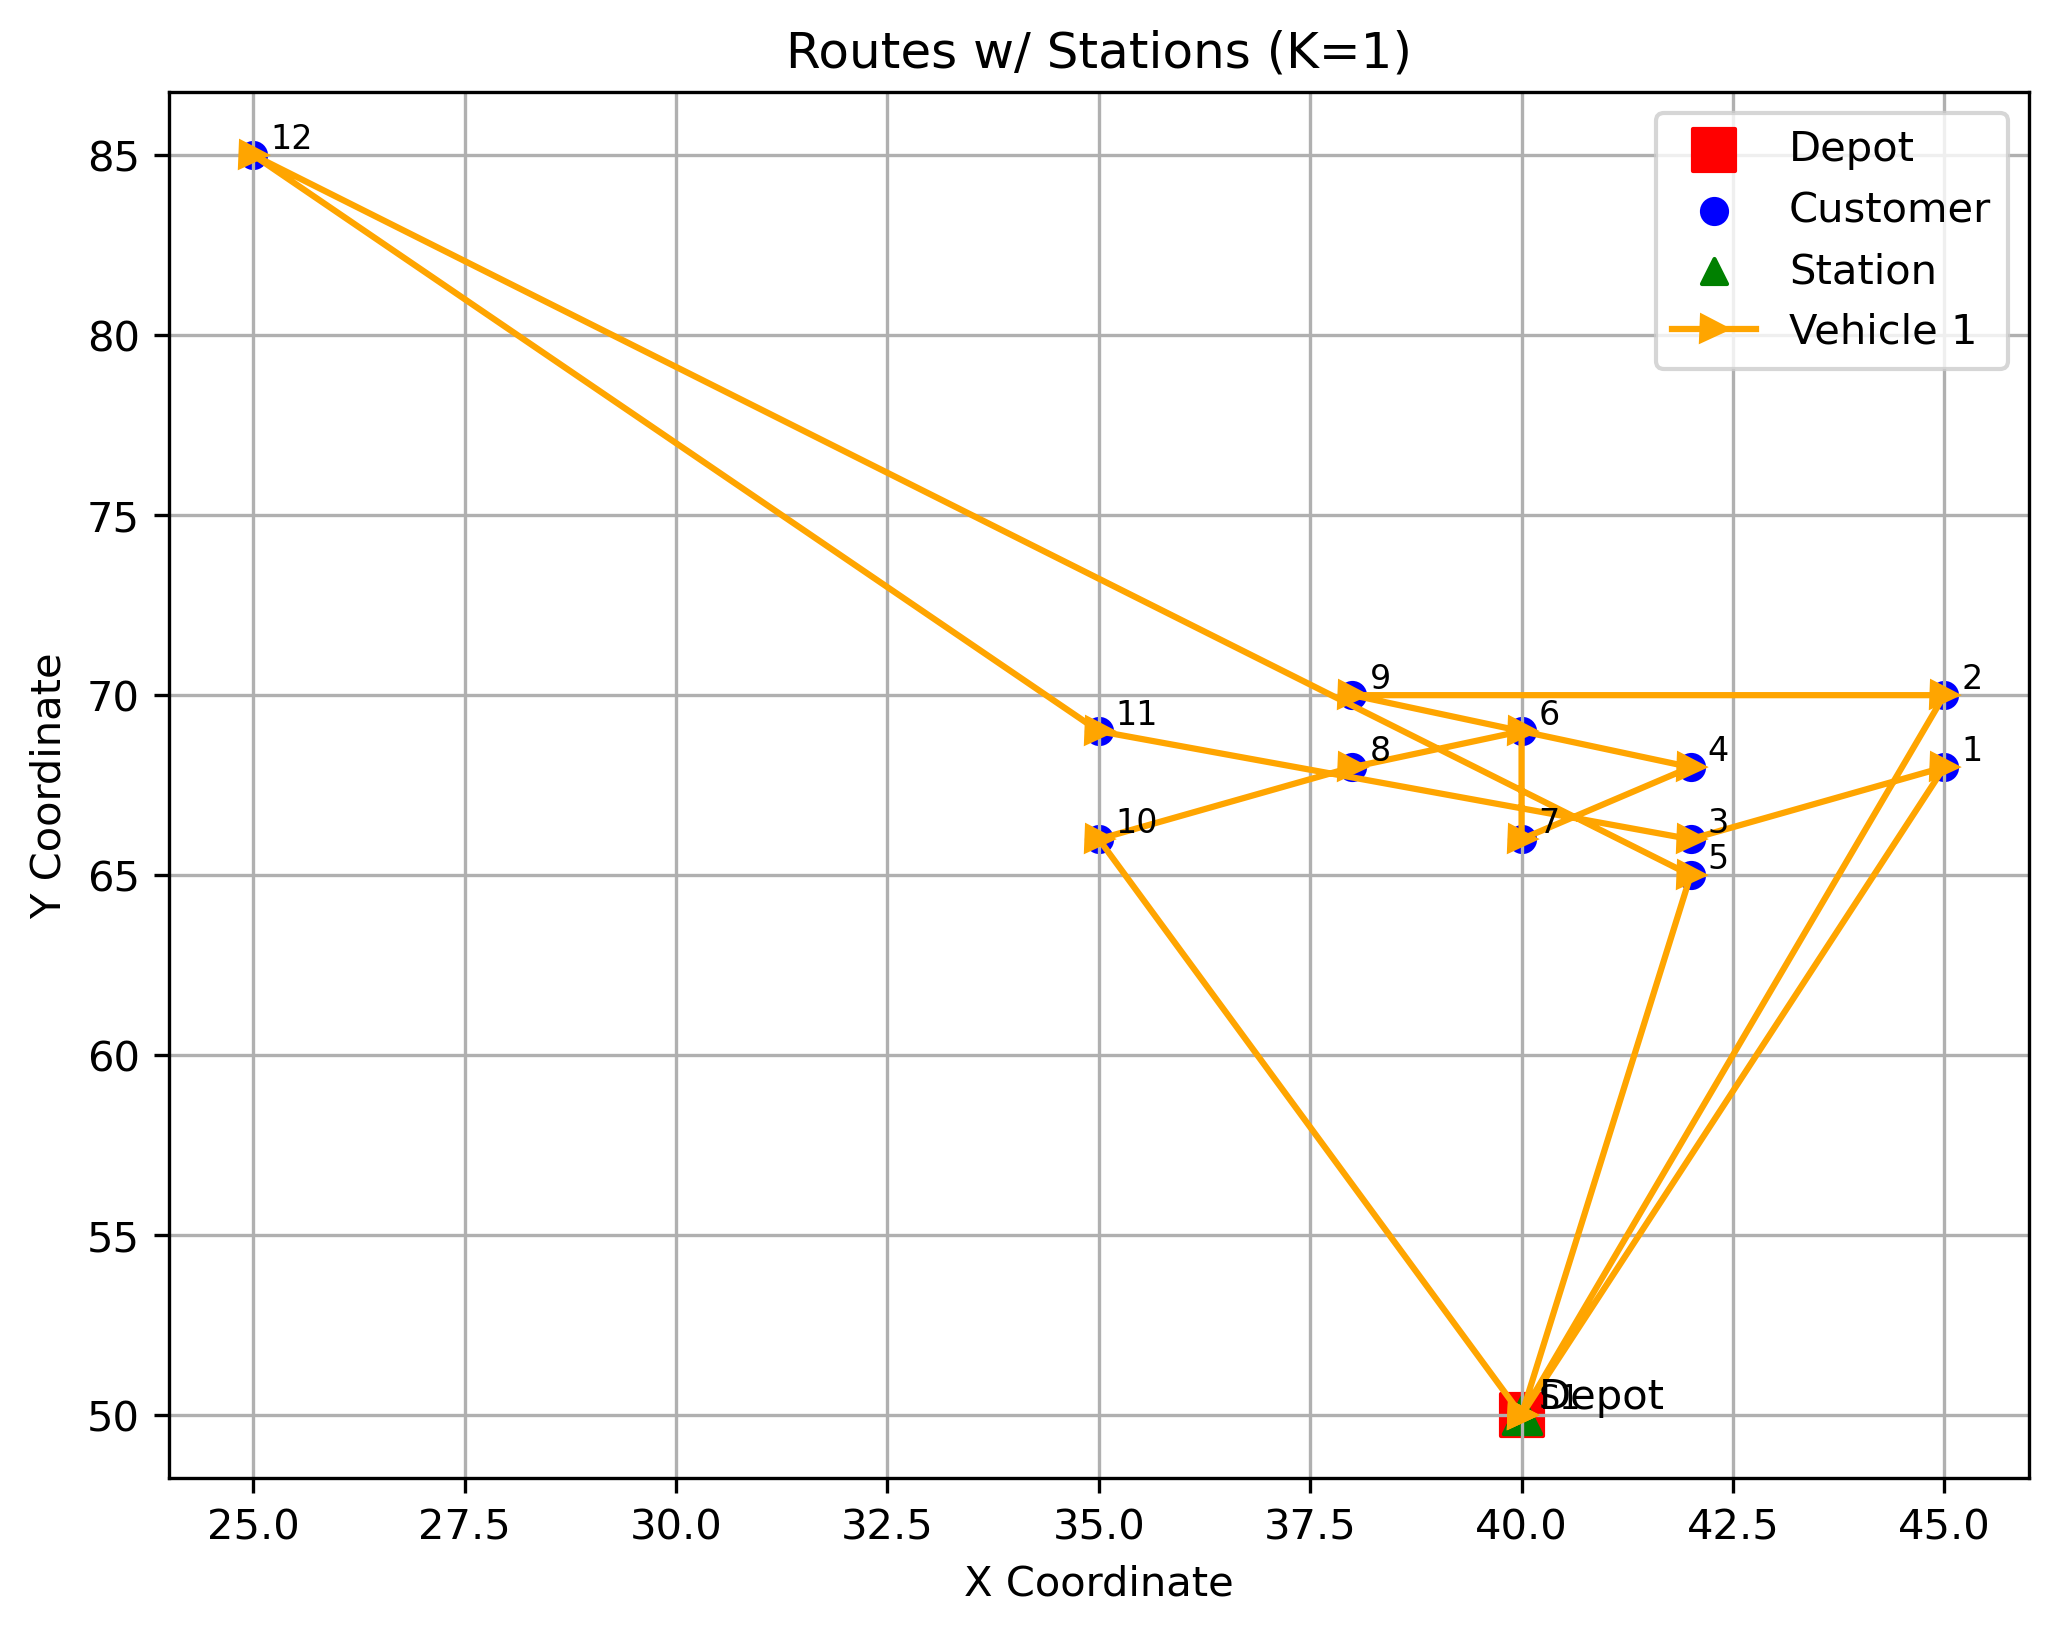 Routes w/ Stations (K=1)
Depot
Customer
Station
Vehicle 1
Y Coordinate
85
80
75
70
65
60
55
50
12
9
2
11
6
8
4
1
10
7
3
5
S1
Depot
25.0 27.5 30.0 32.5 35.0 37.5 40.0 42.5 45.0
X Coordinate